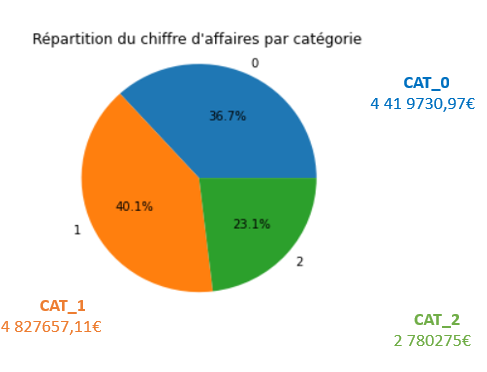 Répartition du chiffre d'affaires par catégorie
0
CAT_0
4 41 9730,97€
36.7%
40.1%
23.1%
1
2
CAT_1
4 827657,11€
CAT_2
2 780275€